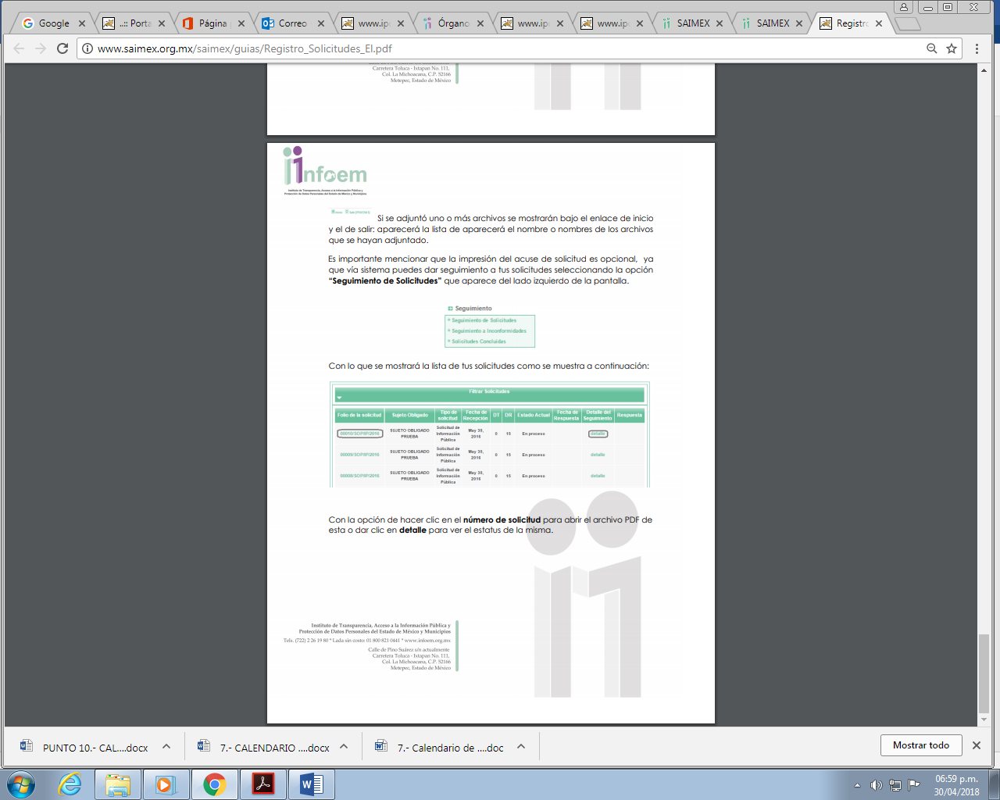 Google
..:: Porta
Página
Correo
www.ip
Órgano
www.ip
www.ip
SAIMEX
SAIMEX
Registro
www.saimex.org.mx/saimex/guias/Registro_Solicitudes_EI.pdf
Carretera Toluca - Ixtapan No. 111,
Col. La Michoacana, C.P. 52166
Metepec, Estado de México
infoem
Instituto de Transparencia, Acceso a la Información Pública y
Protección de Datos Personales del Estado de México y Municipios
Si se adjuntó uno o más archivos se mostrarán bajo el enlace de inicio
y el de salir: aparecerá la lista de aparecerá el nombre o nombres de los archivos
que se hayan adjuntado.
Es importante mencionar que la impresión del acuse de solicitud es opcional, ya
que vía sistema puedes dar seguimiento a tus solicitudes seleccionando la opción
“Seguimiento de Solicitudes” que aparece del lado izquierdo de la pantalla.
Seguimiento
Seguimiento de Solicitudes
Seguimiento a Inconformidades
Solicitudes Concluidas
Con lo que se mostrará la lista de tus solicitudes como se muestra a continuación:
Filtrar Solicitudes
Folio de la solicitud Sujeto Obligado Tipo de solicitud Fecha de Recepción DT DR Estado Actual Fecha de Respuesta Detalle del Seguimiento Respuesta
00010/SOP/IP/2016 SUJETO OBLIGADO PRUEBA Solicitud de Información Pública May 30, 2016 0 15 En proceso detalle
00009/SOP/IP/2016 SUJETO OBLIGADO PRUEBA Solicitud de Información Pública May 30, 2016 0 15 En proceso detalle
00008/SOP/IP/2016 SUJETO OBLIGADO PRUEBA Solicitud de Información Pública May 30, 2016 0 15 En proceso detalle
Con la opción de hacer clic en el número de solicitud para abrir el archivo PDF de
esta o dar clic en detalle para ver el estatus de la misma.
Instituto de Transparencia, Acceso a la Información Pública y
Protección de Datos Personales del Estado de México y Municipios
Tels. (722) 2 26 19 80 * Lada sin costo: 01 800 821 0441 * www.infoem.org.mx
Calle de Pino Suárez s/n actualmente
Carretera Toluca - Ixtapan No. 111,
Col. La Michoacana, C.P. 52166
Metepec, Estado de México
PUNTO 10.- CAL....docx
7.- CALENDARIO ....docx
7.- Calendario de ....doc
Mostrar todo
06:59 p.m.
30/04/2018